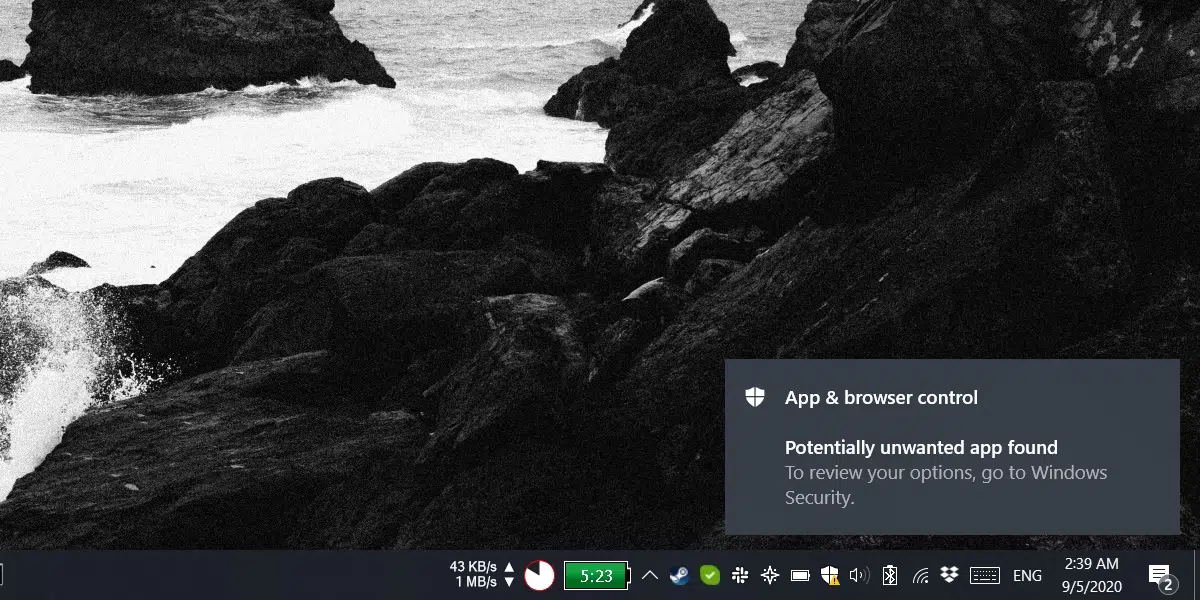 App & browser control
Potentially unwanted app found
To review your options, go to Windows
Security.
43 KB/s
1 MB/s
5:23
ENG
2:39 AM
9/5/2020
2